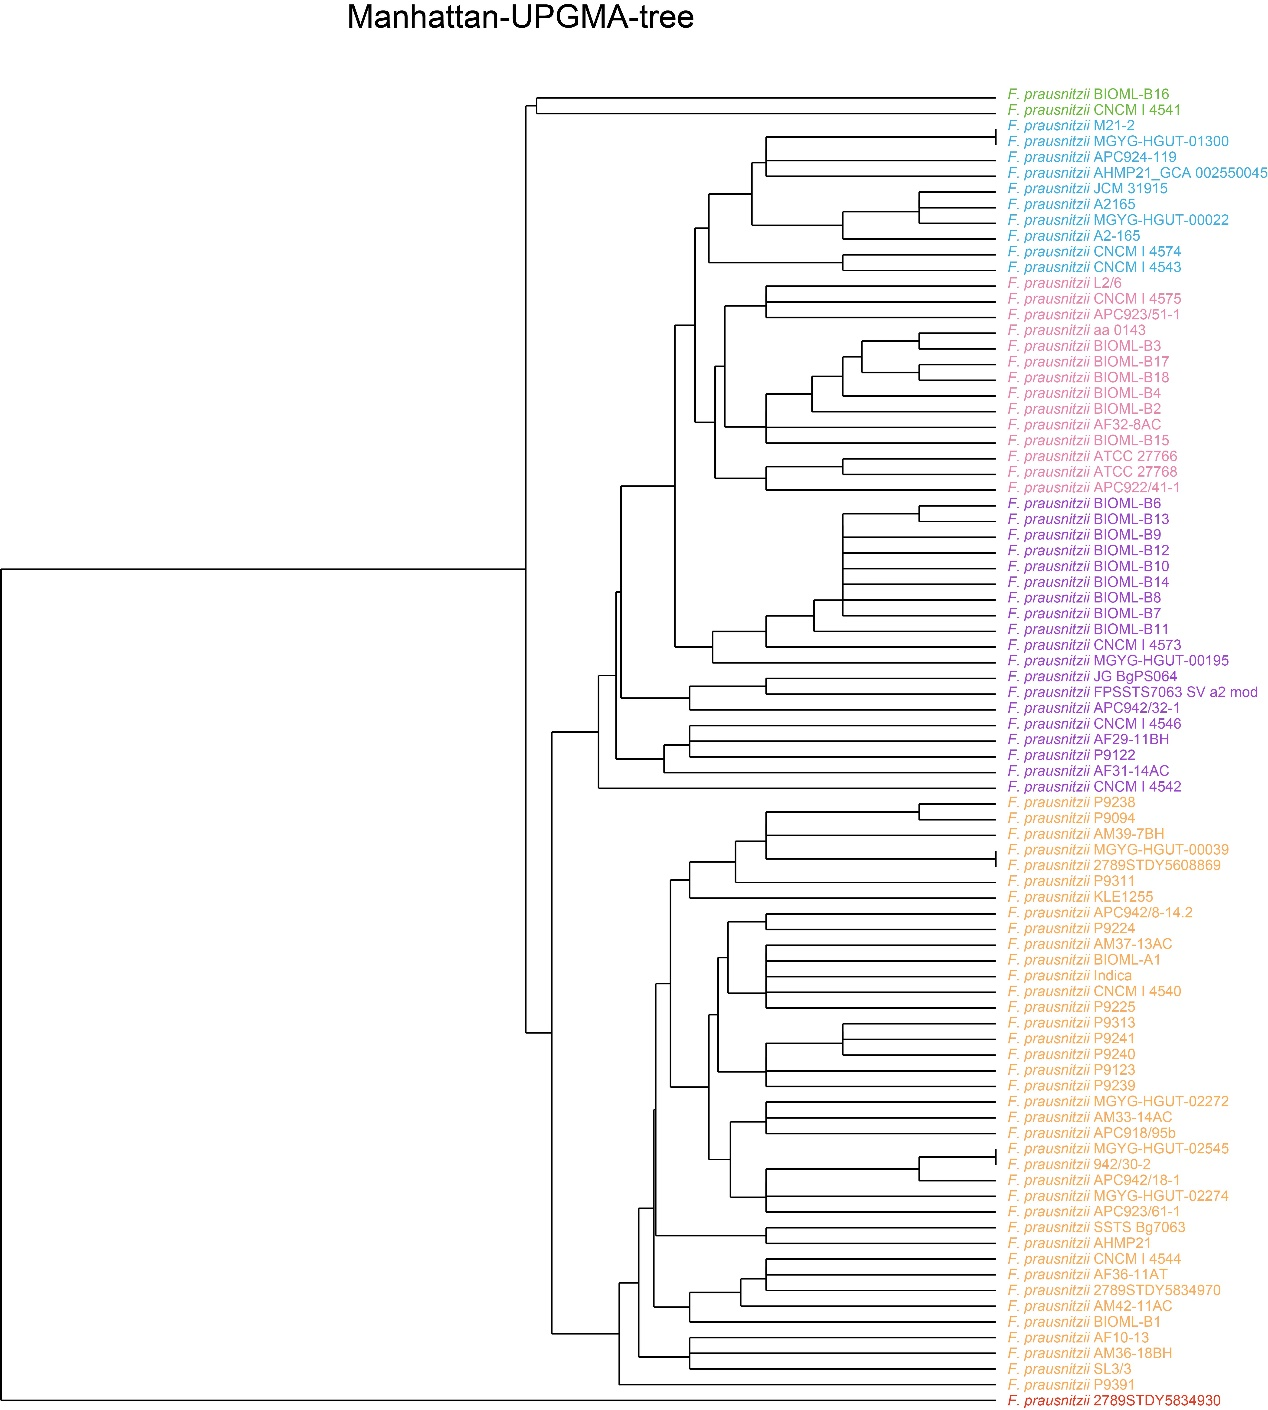 Manhattan-UPGMA-tree
F. prausnitzii BIOML-B16
F. prausnitzii CNCM I 4541
F. prausnitzii M21-2
F. prausnitzii MGYG-HGUT-01300
F. prausnitzii APC924-119
F. prausnitzii AHMP21_GCA 002550045
F. prausnitzii JCM 31915
F. prausnitzii A2165
F. prausnitzii MGYG-HGUT-00022
F. prausnitzii A2-165
F. prausnitzii CNCM I 4574
F. prausnitzii CNCM I 4543
F. prausnitzii L2/6
F. prausnitzii CNCM I 4575
F. prausnitzii APC923/51-1
F. prausnitzii aa 0143
F. prausnitzii BIOML-B3
F. prausnitzii BIOML-B17
F. prausnitzii BIOML-B18
F. prausnitzii BIOML-B4
F. prausnitzii BIOML-B2
F. prausnitzii AF32-8AC
F. prausnitzii BIOML-B15
F. prausnitzii ATCC 27766
F. prausnitzii ATCC 27768
F. prausnitzii APC922/41-1
F. prausnitzii BIOML-B6
F. prausnitzii BIOML-B13
F. prausnitzii BIOML-B9
F. prausnitzii BIOML-B12
F. prausnitzii BIOML-B10
F. prausnitzii BIOML-B14
F. prausnitzii BIOML-B8
F. prausnitzii BIOML-B7
F. prausnitzii BIOML-B11
F. prausnitzii CNCM I 4573
F. prausnitzii MGYG-HGUT-00195
F. prausnitzii JG BgPS064
F. prausnitzii FPSSTS7063 SV a2 mod
F. prausnitzii APC942/32-1
F. prausnitzii CNCM I 4546
F. prausnitzii AF29-11BH
F. prausnitzii P9122
F. prausnitzii AF31-14AC
F. prausnitzii CNCM I 4542
F. prausnitzii P9238
F. prausnitzii P9094
F. prausnitzii AM39-7BH
F. prausnitzii MGYG-HGUT-00039
F. prausnitzii 2789STDY5608869
F. prausnitzii P9311
F. prausnitzii KLE1255
F. prausnitzii APC942/8-14.2
F. prausnitzii P9224
F. prausnitzii AM37-13AC
F. prausnitzii BIOML-A1
F. prausnitzii Indica
F. prausnitzii CNCM I 4540
F. prausnitzii P9225
F. prausnitzii P9313
F. prausnitzii P9241
F. prausnitzii P9240
F. prausnitzii P9123
F. prausnitzii P9239
F. prausnitzii MGYG-HGUT-02272
F. prausnitzii AM33-14AC
F. prausnitzii APC918/95b
F. prausnitzii MGYG-HGUT-02545
F. prausnitzii 942/30-2
F. prausnitzii APC942/18-1
F. prausnitzii MGYG-HGUT-02274
F. prausnitzii APC923/61-1
F. prausnitzii SSTS Bg7063
F. prausnitzii AHMP21
F. prausnitzii CNCM I 4544
F. prausnitzii AF36-11AT
F. prausnitzii 2789STDY5834970
F. prausnitzii AM42-11AC
F. prausnitzii BIOML-B1
F. prausnitzii AF10-13
F. prausnitzii AM36-18BH
F. prausnitzii SL3/3
F. prausnitzii P9391
F. prausnitzii 2789STDY5834930